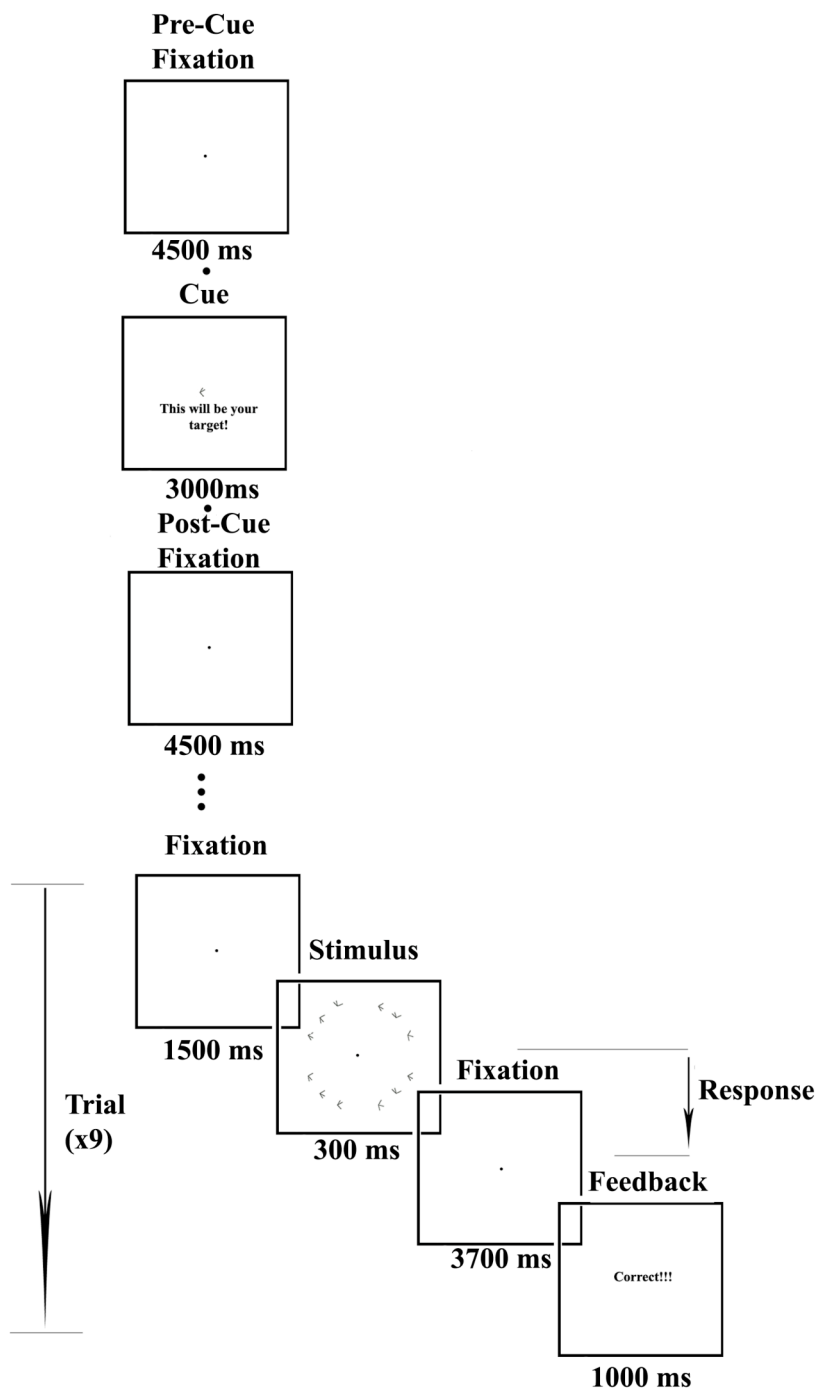 Pre-Cue
Fixation
4500 ms
Cue
This will be your
target!
3000ms
Post-Cue
Fixation
4500 ms
Fixation
1500 ms
Stimulus
300 ms
Fixation
3700 ms
Response
Feedback
Correct!!!
1000 ms
Trial
(x9)